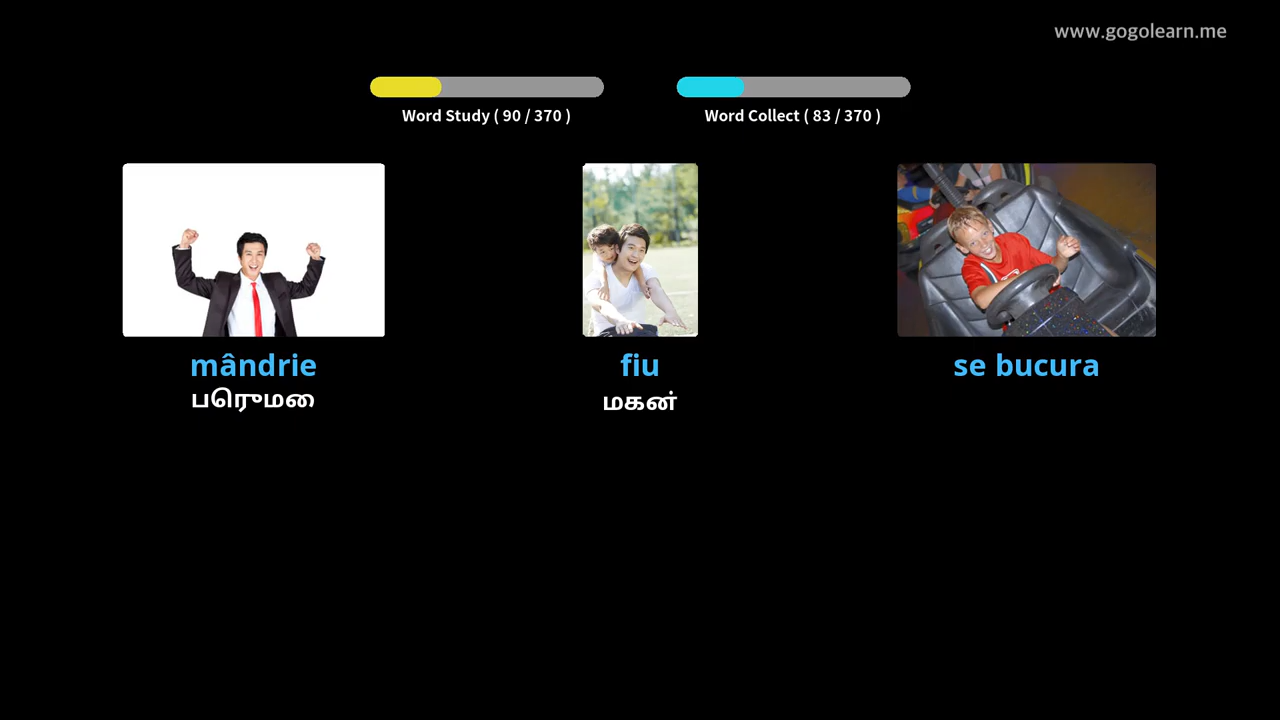 www.gogolearn.me
Word Study ( 90 / 370 )
Word Collect ( 83 / 370 )
mândrie
பெருமை
fiu
மகன்
se bucura